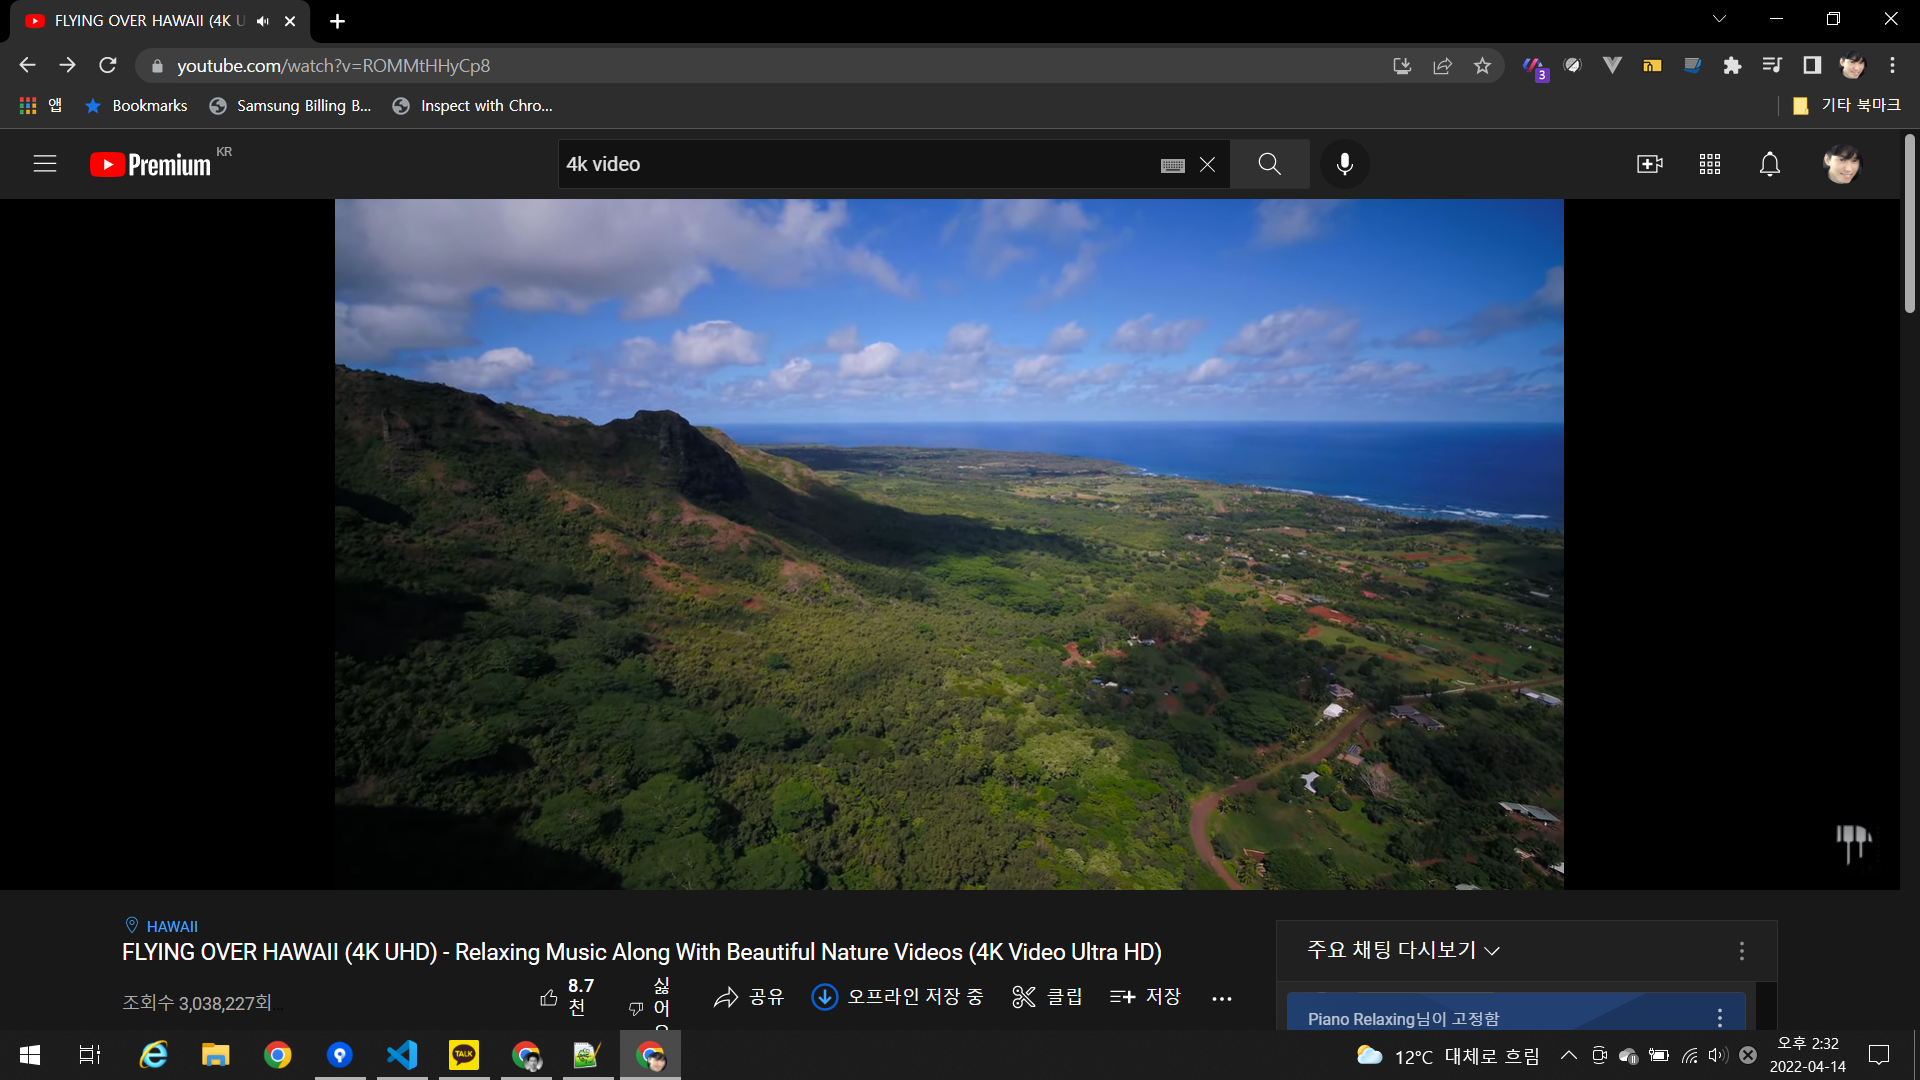 FLYING OVER HAWAII (4K U
youtube.com/watch?v=ROMMtHHyCp8
3
앱
Bookmarks
Samsung Billing B...
Inspect with Chro...
기타 북마크
Premium KR
4k video
HAWAII
FLYING OVER HAWAII (4K UHD) - Relaxing Music Along With Beautiful Nature Videos (4K Video Ultra HD)
조회수 3,038,227회
8.7
천
싫
어
공유
오프라인 저장 중
클립
저장
주요 채팅 다시보기
Piano Relaxing님이 고정함
TALK
12°C 대체로 흐림
오후 2:32
2022-04-14